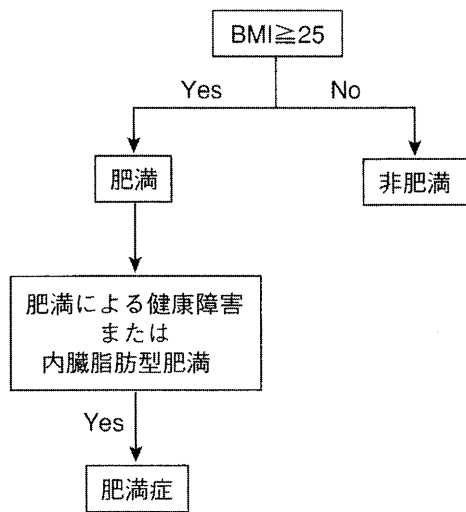 BMI≧25
Yes
No
肥満
非肥満
肥満による健康障害
または
内臓脂肪型肥満
Yes
肥満症